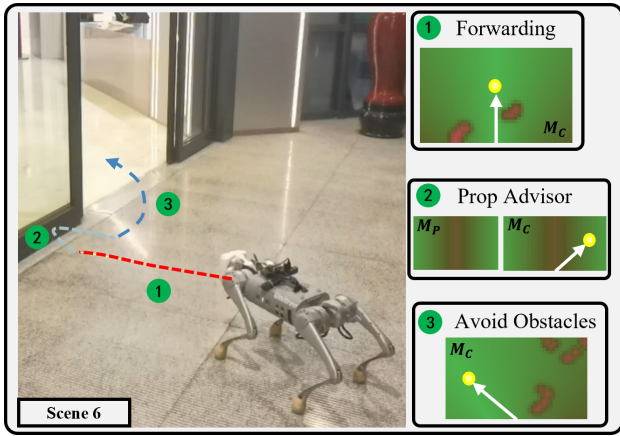 1 Forwarding
M_C
2 Prop Advisor
M_P M_C
3 Avoid Obstacles
M_C
3
2
1
Scene 6